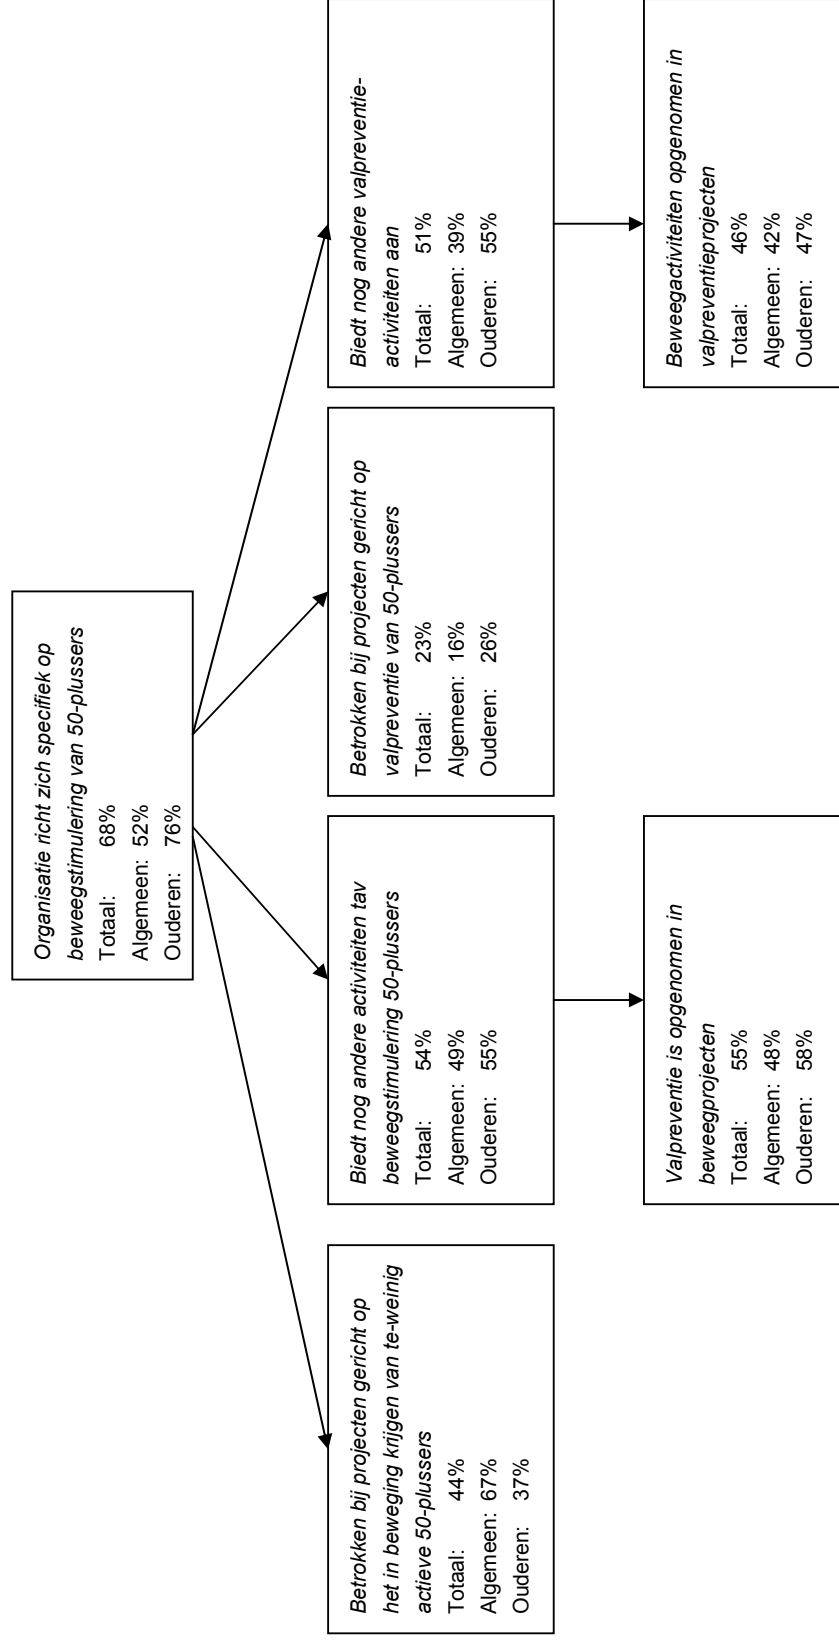 Organisatie richt zich specifiek op
beweegstimulering van 50-plussers
Totaal: 68%
Algemeen: 52%
Ouderen: 76%
Betrokken bij projecten gericht op
het in beweging krijgen van te-weinig
actieve 50-plussers
Totaal: 44%
Algemeen: 67%
Ouderen: 37%
Biedt nog andere activiteiten tav
beweegstimulering 50-plussers
Totaal: 54%
Algemeen: 49%
Ouderen: 55%
Betrokken bij projecten gericht op
valpreventie van 50-plussers
Totaal: 23%
Algemeen: 16%
Ouderen: 26%
Biedt nog andere valpreventie-
activiteiten aan
Totaal: 51%
Algemeen: 39%
Ouderen: 55%
Valpreventie is opgenomen in
beweegprojecten
Totaal: 55%
Algemeen: 48%
Ouderen: 58%
Beweegactiviteiten opgenomen in
valpreventieprojecten
Totaal: 46%
Algemeen: 42%
Ouderen: 47%